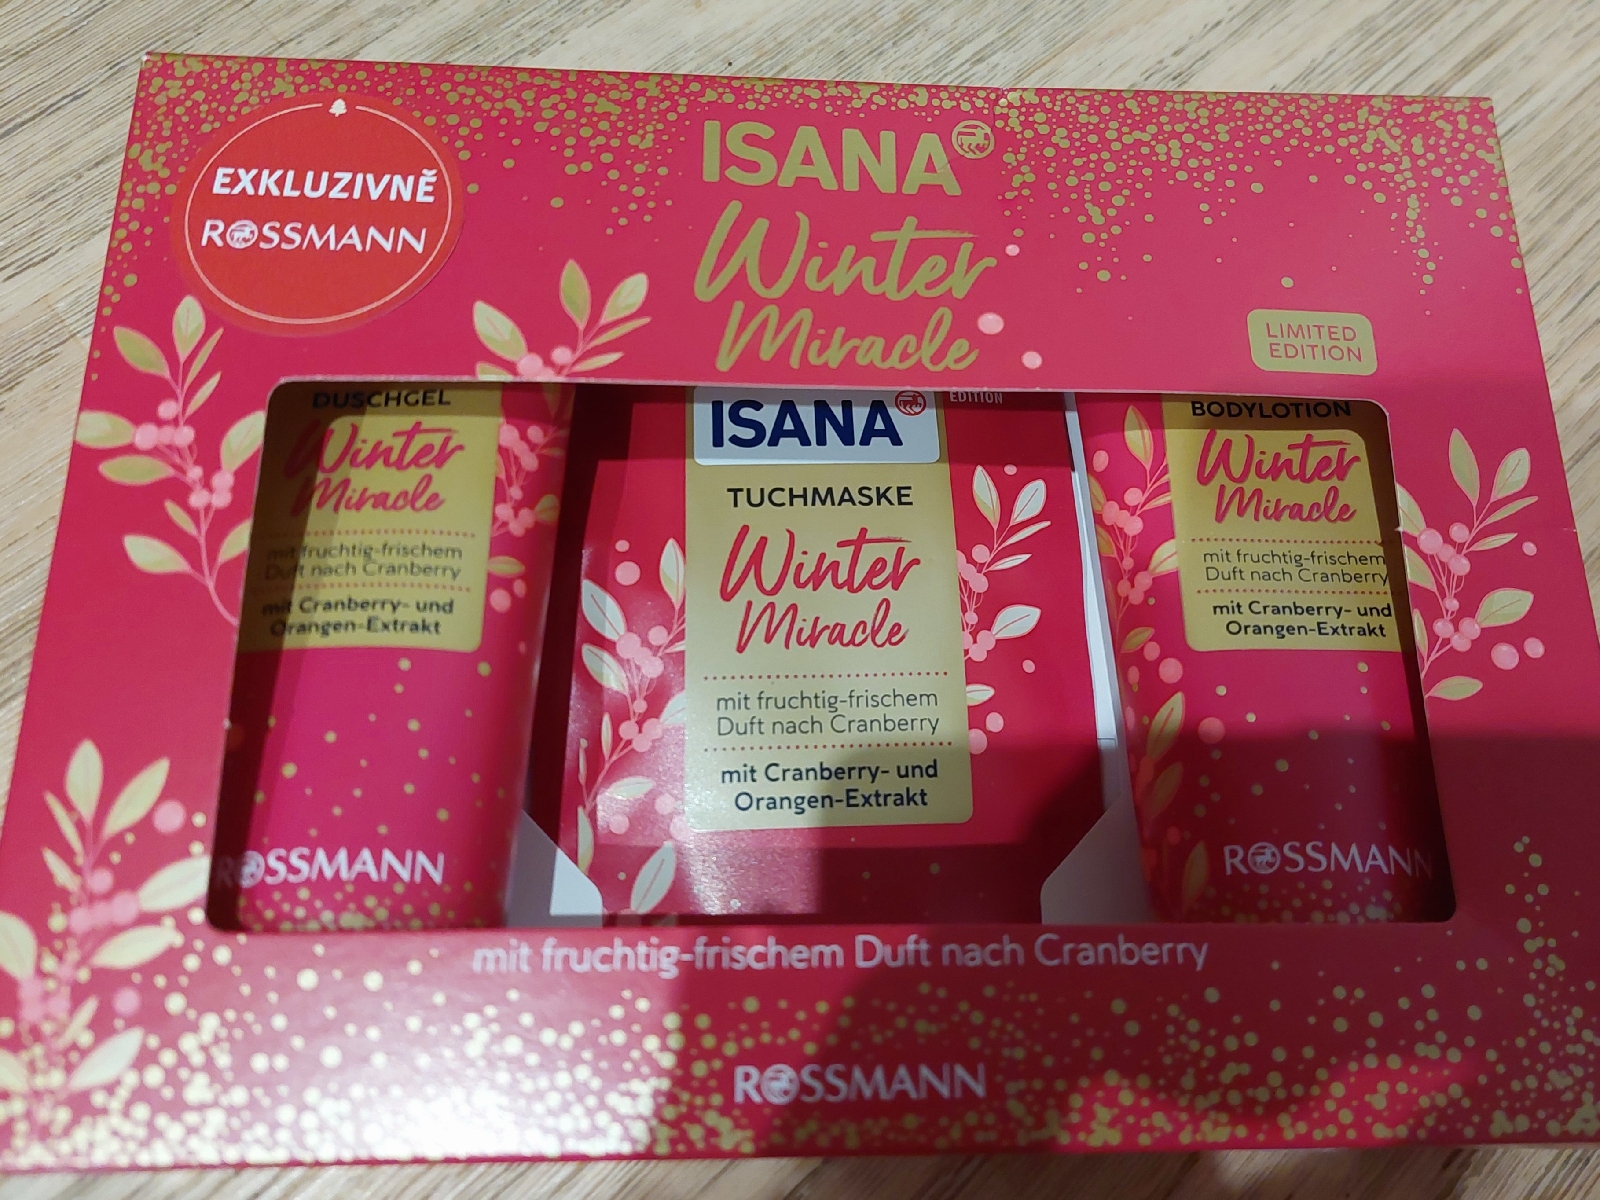 EXKLUZIVNĚ
ROSSMANN
ISANA
Winter
Miracle
LIMITED
EDITION
DUSCHGEL
Winter
Miracle
mit fruchtig-frischem
Duft nach Cranberry
mit Cranberry- und
Orangen-Extrakt
ROSSMANN
EDITION
ISANA
TUCHMASKE
Winter
Miracle
mit fruchtig-frischem
Duft nach Cranberry
mit Cranberry- und
Orangen-Extrakt
BODYLOTION
Winter
Miracle
mit fruchtig-frischem
Duft nach Cranberry
mit Cranberry- und
Orangen-Extrakt
ROSSMANN
mit fruchtig-frischem Duft nach Cranberry
ROSSMANN